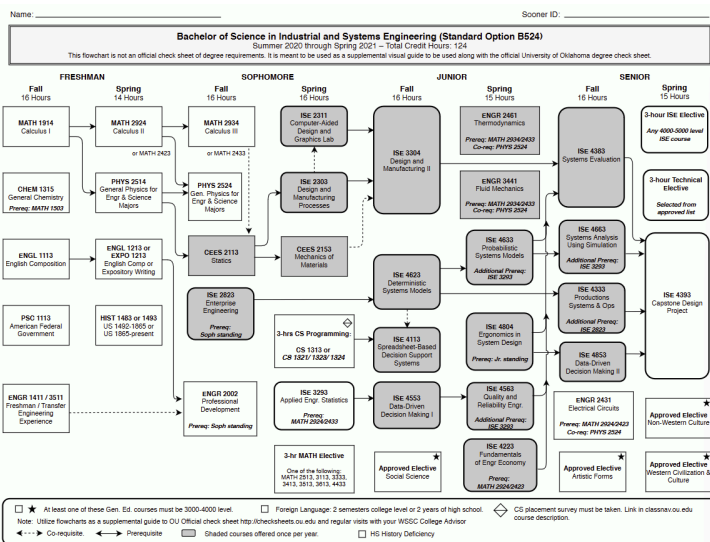 Name:
Sooner ID:
Bachelor of Science in Industrial and Systems Engineering (Standard Option B524)
Summer 2020 through Spring 2021 – Total Credit Hours: 124
This flowchart is not an official check sheet of degree requirements. It is meant to be used as a supplemental visual guide to be used along with the official University of Oklahoma degree check sheet.
FRESHMAN
SOPHOMORE
JUNIOR
SENIOR
Fall
16 Hours
Spring
14 Hours
Fall
16 Hours
Spring
16 Hours
Fall
16 Hours
Spring
15 Hours
Fall
16 Hours
Spring
15 Hours
MATH 1914
Calculus I
CHEM 1315
General Chemistry
Prereq: MATH 1503
ENGL 1113
English Composition
PSC 1113
American Federal
Government
ENGR 1411 / 3511
Freshman / Transfer
Engineering
Experience
MATH 2924
Calculus II
or MATH 2423
PHYS 2514
General Physics for
Engr & Science
Majors
ENGL 1213 or
EXPO 1213
English Comp or
Expository Writing
HIST 1483 or 1493
US 1492-1865 or
US 1865-present
MATH 2934
Calculus III
or MATH 2433
PHYS 2524
Gen. Physics for
Engr & Science
Majors
CEES 2113
Statics
ISE 2823
Enterprise
Engineering
Prereq:
Soph standing
ENGR 2002
Professional
Development
Prereq: Soph standing
ISE 2311
Computer-Aided
Design and
Graphics Lab
ISE 2303
Design and
Manufacturing
Processes
CEES 2153
Mechanics of
Materials
3-hrs CS Programming:
CS 1313 or
CS 1321/ 1323/ 1324
ISE 3293
Applied Engr. Statistics
Prereq:
MATH 2924/2433
3-hr MATH Elective
One of the following:
MATH 2513, 3113, 3333,
3413, 3513, 3613, 4433
ISE 3304
Design and
Manufacturing II
ISE 4623
Deterministic
Systems Models
ISE 4113
Spreadsheet-Based
Decision Support
Systems
ISE 4553
Data-Driven
Decision Making I
Approved Elective
Social Science
ENGR 2461
Thermodynamics
Prereq: MATH 2934/2433
Co-req: PHYS 2524
ENGR 3441
Fluid Mechanics
Prereq: MATH 2934/2433
Co-req: PHYS 2524
ISE 4633
Probabilistic
Systems Models
Additional Prereq:
ISE 3293
ISE 4804
Ergonomics in
System Design
Prereq: Jr. standing
ISE 4563
Quality and
Reliability Engr.
Additional Prereq:
ISE 3293
ISE 4223
Fundamentals
of Engr Economy
Prereq:
MATH 2924/2423
ISE 4383
Systems Evaluation
ISE 4663
Systems Analysis
Using Simulation
Additional Prereq:
ISE 3293
ISE 4333
Productions
Systems & Ops
Additional Prereq:
ISE 2823
ISE 4853
Data-Driven
Decision Making II
ENGR 2431
Electrical Circuits
Prereq: MATH 2924/2423
Co-req: PHYS 2524
Approved Elective
Artistic Forms
3-hour ISE Elective
Any 4000-5000 level
ISE course
3-hour Technical
Elective
Selected from
approved list
ISE 4393
Capstone Design
Project
Approved Elective
Non-Western Culture
Approved Elective
Western Civilization &
Culture
At least one of these Gen. Ed. courses must be 3000-4000 level.
Foreign Language: 2 semesters college level or 2 years of high school.
CS placement survey must be taken. Link in classnav.ou.edu
course description.
Note: Utilize flowcharts as a supplemental guide to OU Official check sheet http://checksheets.ou.edu and regular visits with your WSSC College Advisor
Co-requisite.
Prerequisite
Shaded courses offered once per year.
HS History Deficiency